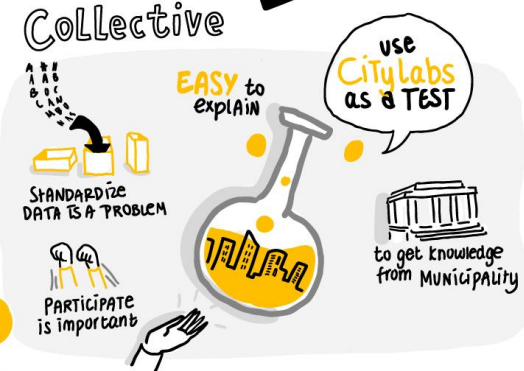 Collective
EASY to
explain
use
CiTylabs
as a TEST
STANDARDIZE
DATA IS A PROBLEM
to get knowledge
from MUNICIPALITY
PARTICIPATE
is important